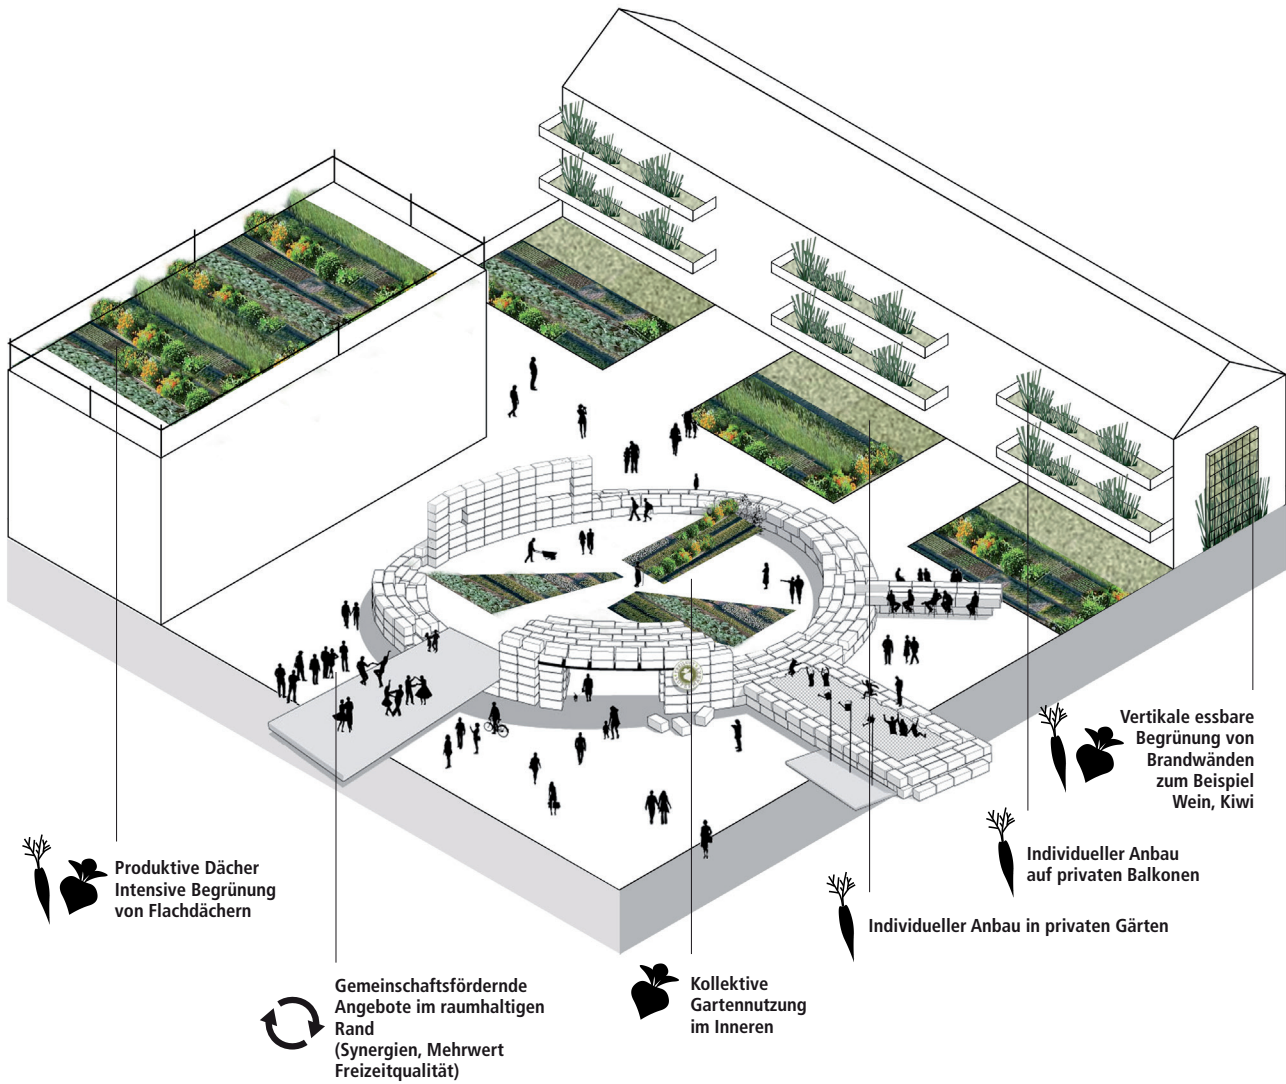 Vertikale essbare
Begrünung von
Brandwänden
zum Beispiel
Wein, Kiwi
Individueller Anbau
auf privaten Balkonen
Produktive Dächer
Intensive Begrünung
von Flachdächern
Individueller Anbau in privaten Gärten
Gemeinschaftsfördernde
Angebote im raumhaltigen
Rand
(Synergien, Mehrwert
Freizeitqualität)
Kollektive
Gartennutzung
im Inneren